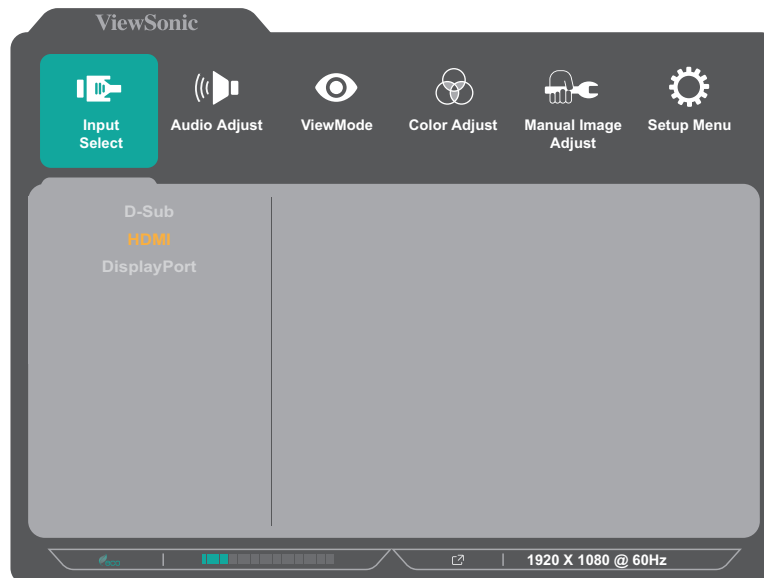 ViewSonic
Input
Select
Audio Adjust
ViewMode
Color Adjust
Manual Image
Adjust
Setup Menu
D-Sub
HDMI
DisplayPort
eco
1920 X 1080 @ 60Hz